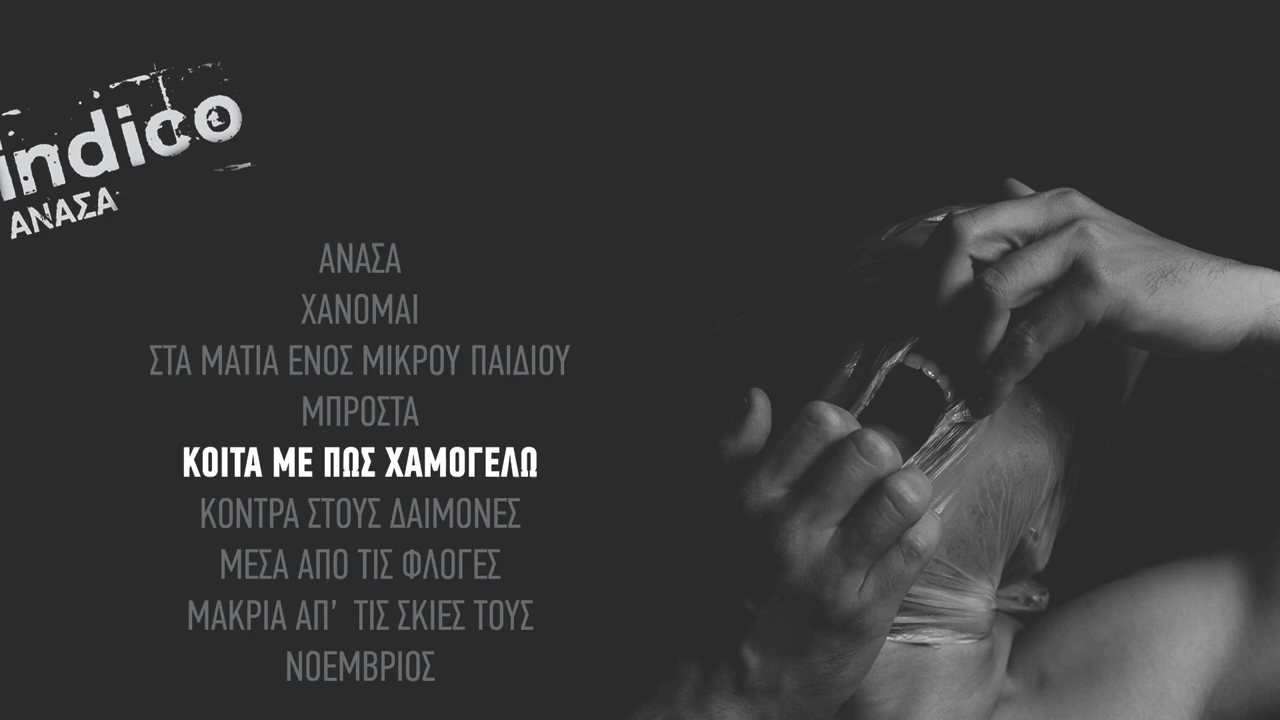 indico
ΑΝΑΣΑ
ΑΝΑΣΑ
ΧΑΝΟΜΑΙ
ΣΤΑ ΜΑΤΙΑ ΕΝΟΣ ΜΙΚΡΟΥ ΠΑΙΔΙΟΥ
ΜΠΡΟΣΤΑ
ΚΟΙΤΑ ΜΕ ΠΩΣ ΧΑΜΟΓΕΛΩ
ΚΟΝΤΡΑ ΣΤΟΥΣ ΔΑΙΜΟΝΕΣ
ΜΕΣΑ ΑΠΟ ΤΙΣ ΦΛΟΓΕΣ
ΜΑΚΡΙΑ ΑΠ’ ΤΙΣ ΣΚΙΕΣ ΤΟΥΣ
ΝΟΕΜΒΡΙΟΣ